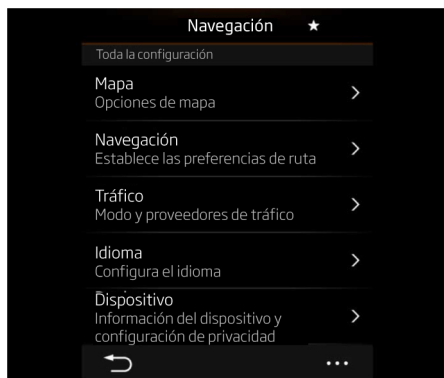 Navegación
Toda la configuración
Mapa
Opciones de mapa
Navegación
Establece las preferencias de ruta
Tráfico
Modo y proveedores de tráfico
Idioma
Configura el idioma
Dispositivo
Información del dispositivo y
configuración de privacidad